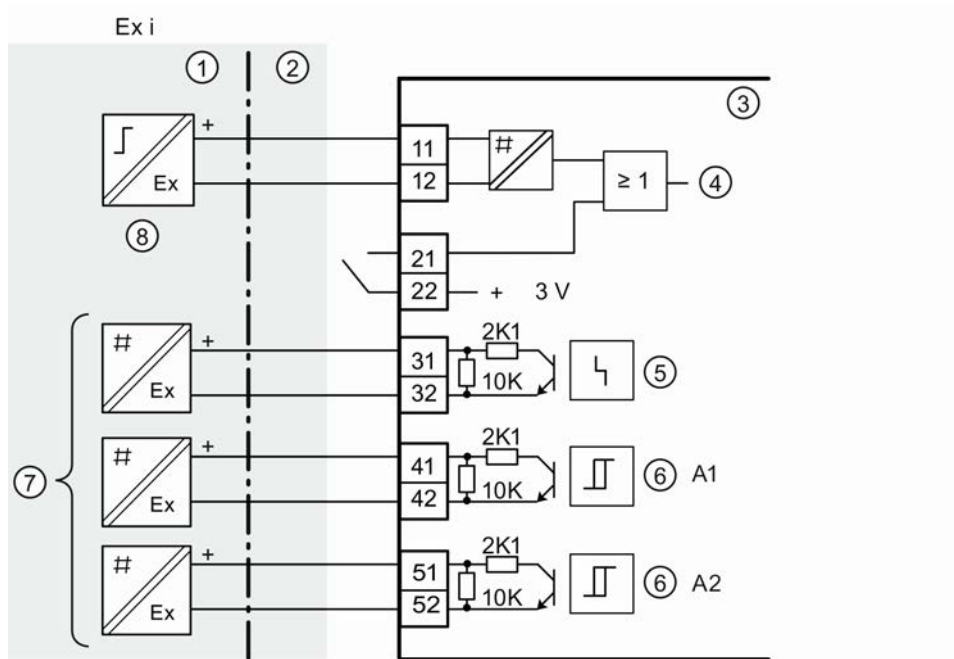 Ex i
① ② ③
+
Ex
⑧
11
12
#
≥ 1
④
21
22
+ 3 V
#
Ex
+
31
32
2K1
10K
⑤
⑦
#
Ex
+
41
42
2K1
10K
⑥ A1
#
Ex
+
51
52
2K1
10K
⑥ A2